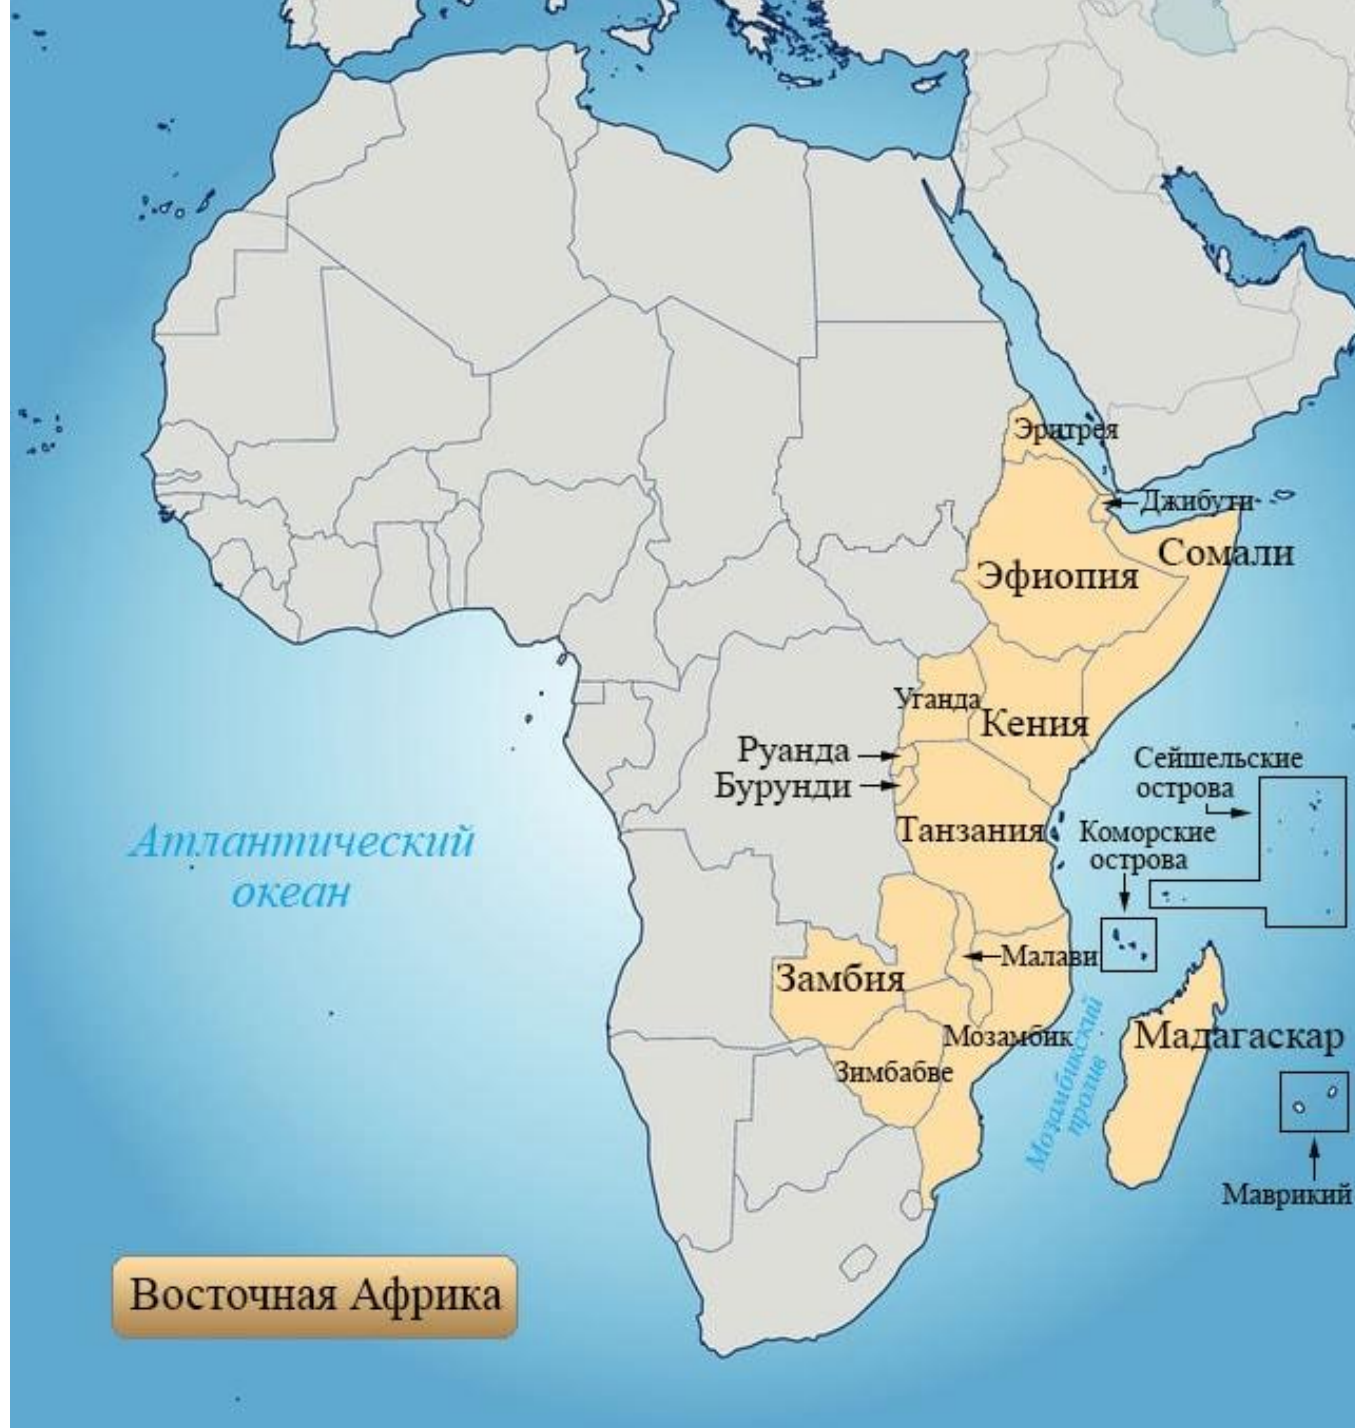 Эритрея
Джибути
Сомали
Эфиопия
Уганда
Кения
Руанда
Бурунди
Сейшельские
острова
Танзания
Коморские
острова
Атлантический
океан
Малави
Замбия
Мозамбик
Мадагаскар
Зимбабве
Мозамбикский
пролив
Маврикий
Восточная Африка